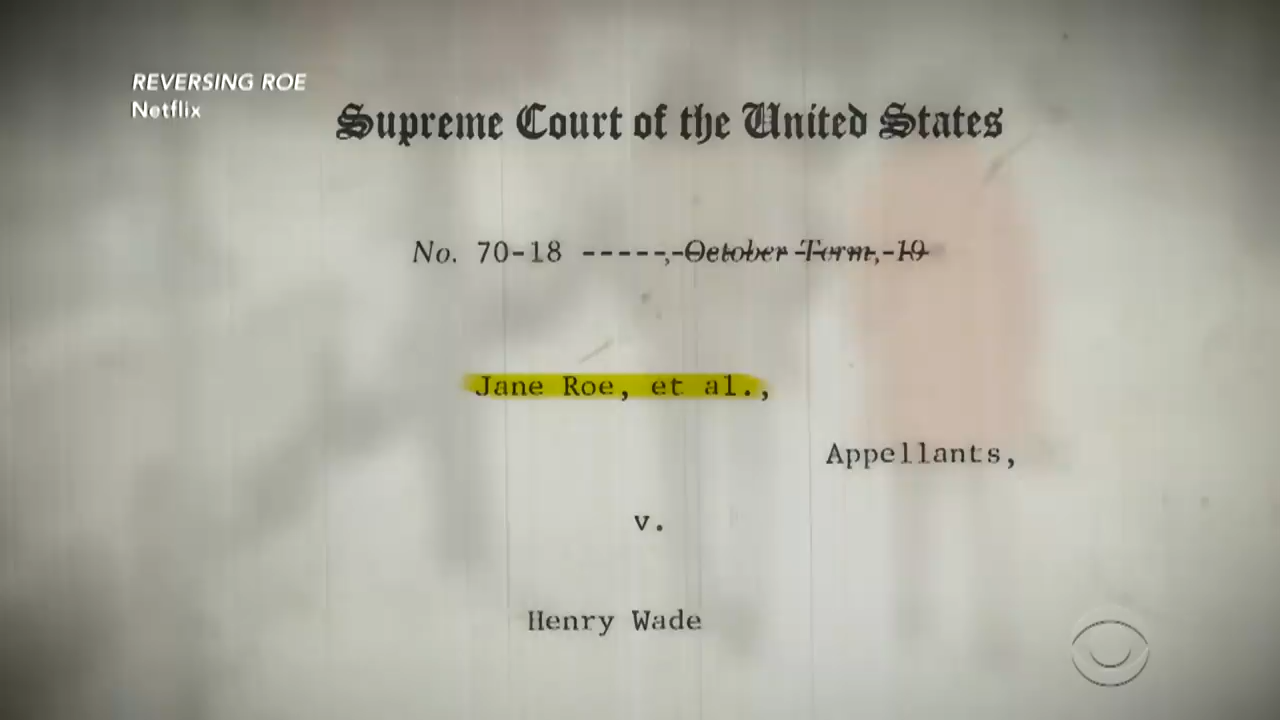 REVERSING ROE
Netflix
Supreme Court of the United States
No. 70-18 -----,-October Term,-19
Jane Roe, et al.,
Appellants,
v.
Henry Wade